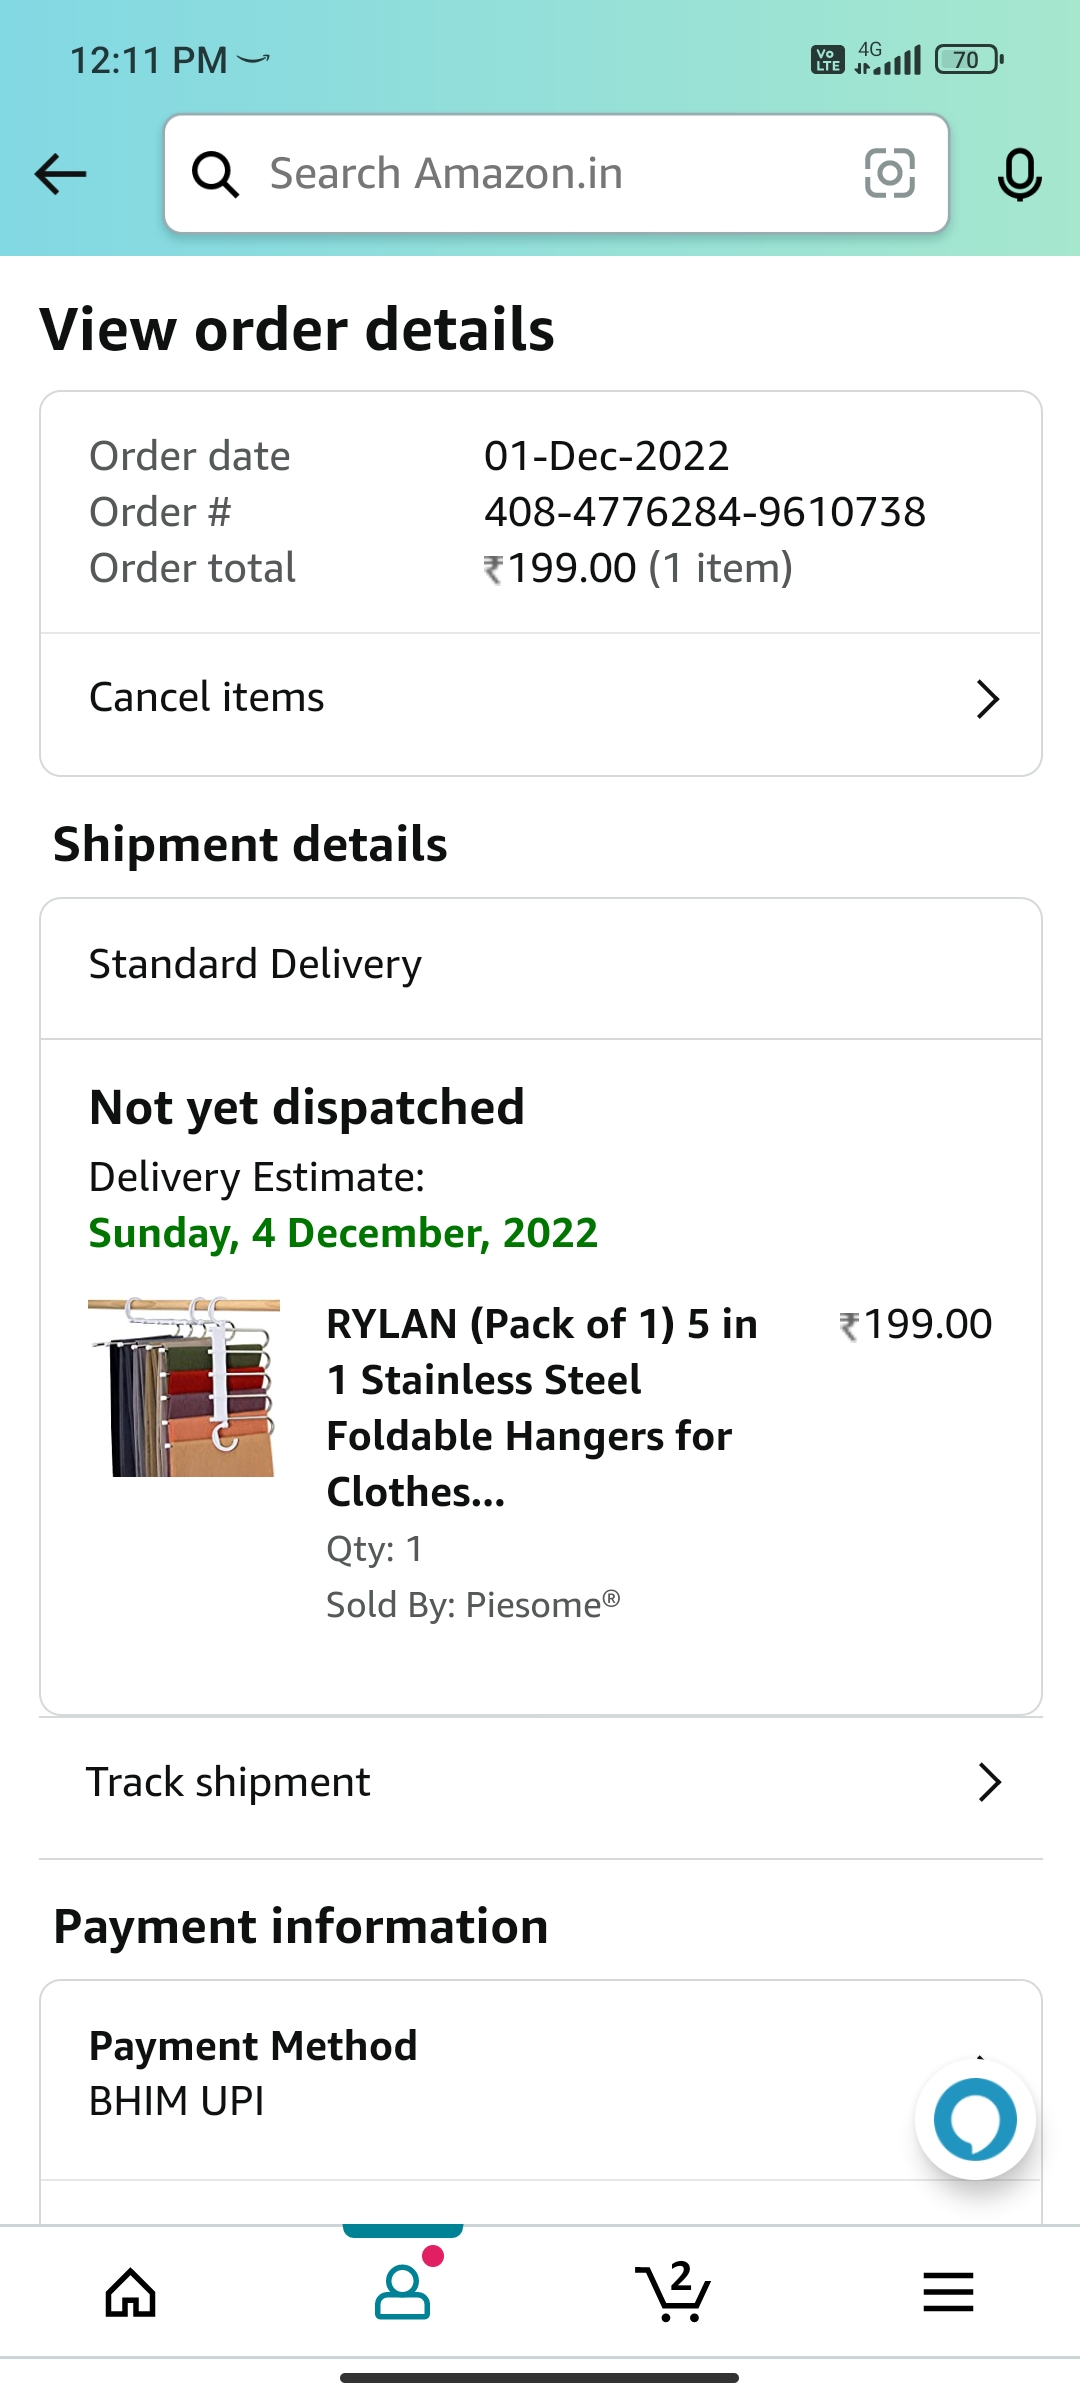 12:11 PM
Vo LTE 4G 70
Search Amazon.in
View order details
Order date 01-Dec-2022
Order # 408-4776284-9610738
Order total ₹199.00 (1 item)
Cancel items
Shipment details
Standard Delivery
Not yet dispatched
Delivery Estimate:
Sunday, 4 December, 2022
RYLAN (Pack of 1) 5 in ₹199.00
1 Stainless Steel
Foldable Hangers for
Clothes...
Qty: 1
Sold By: Piesome®
Track shipment
Payment information
Payment Method
BHIM UPI
2